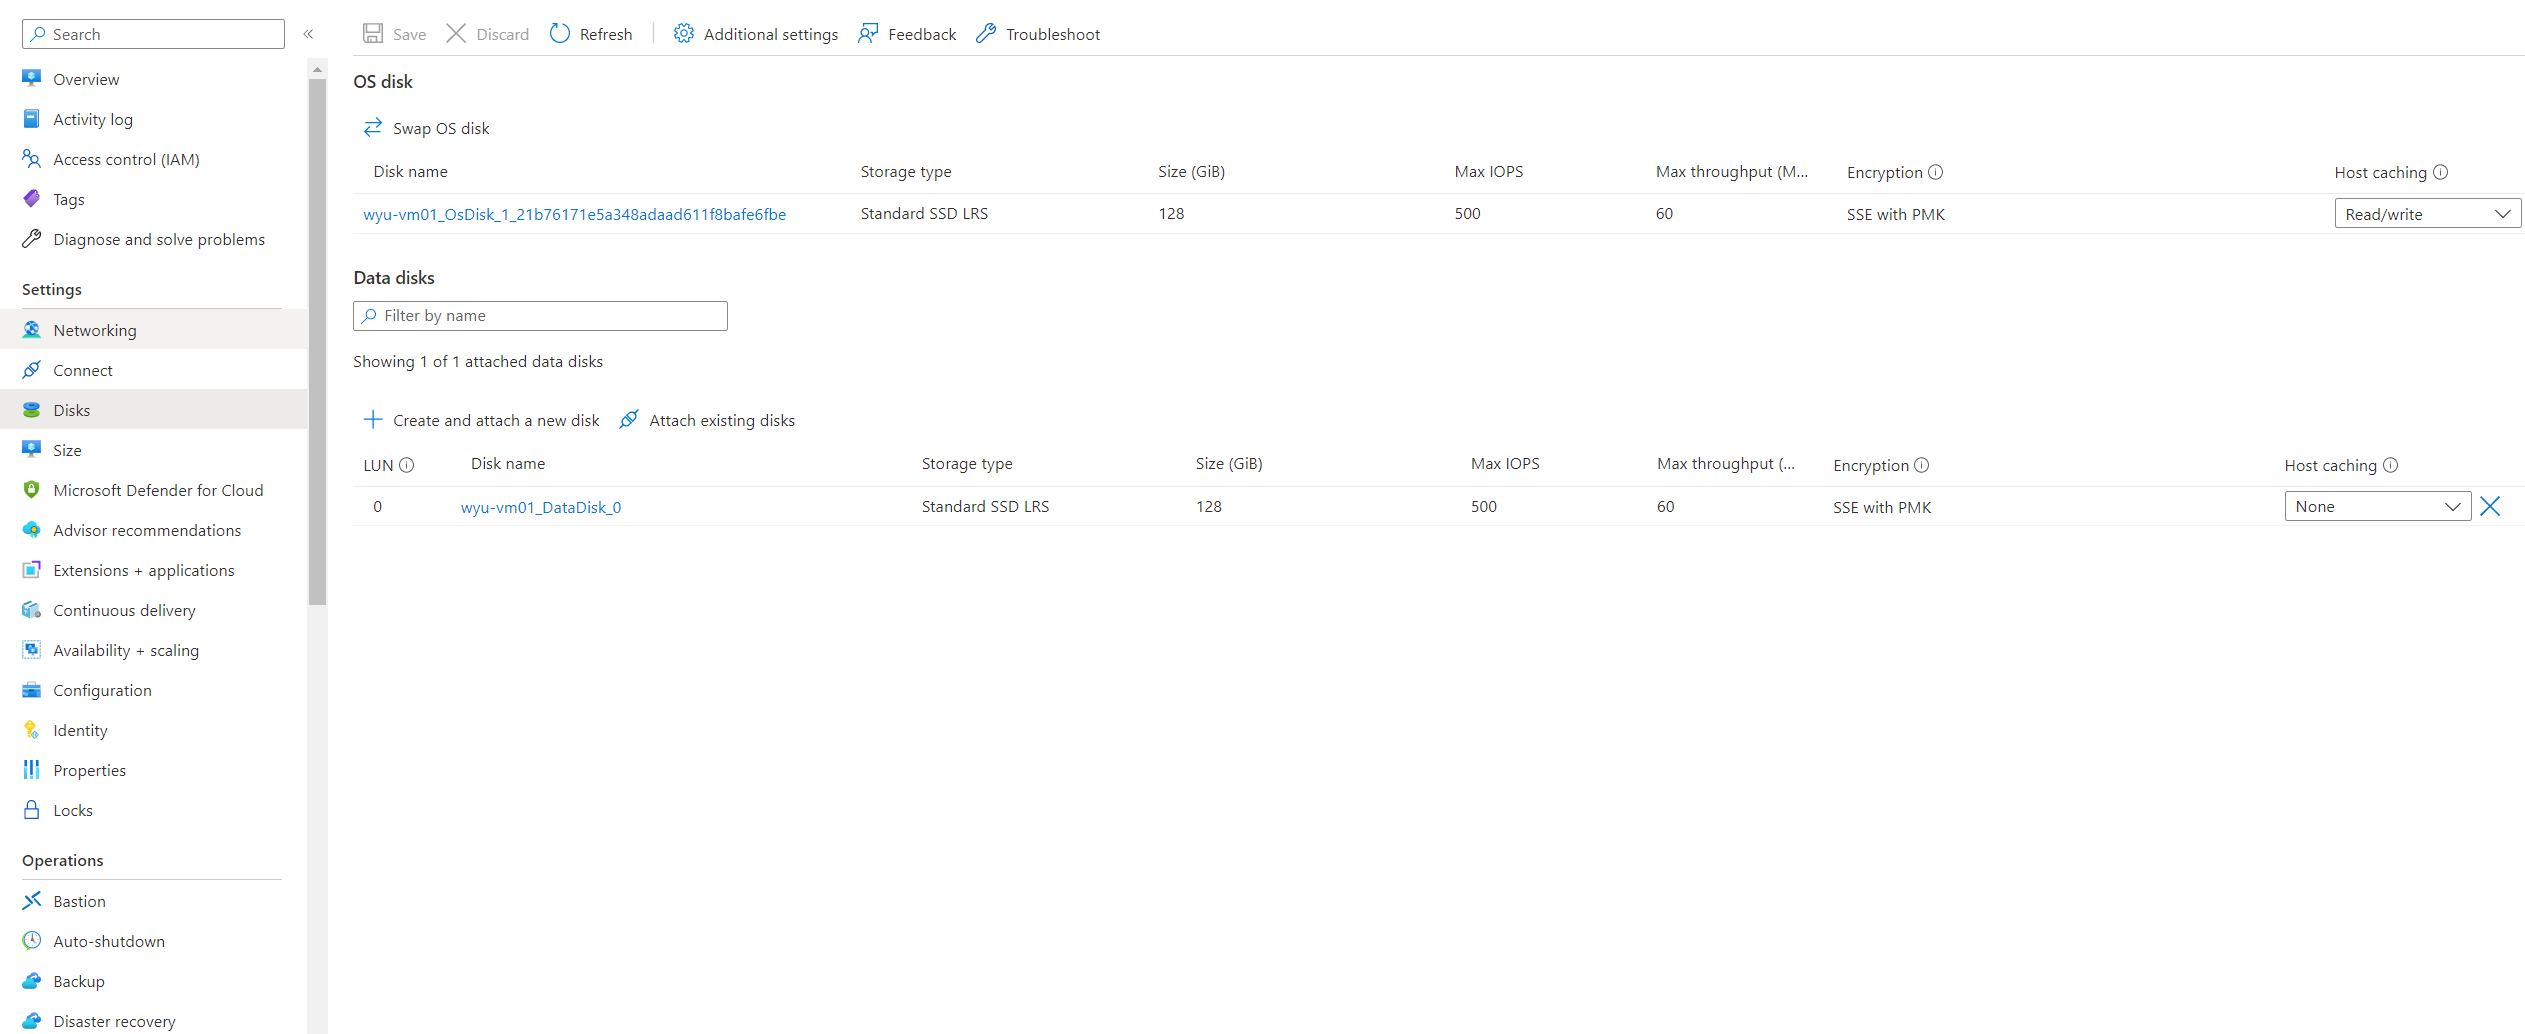 Search
«
Overview
Activity log
Access control (IAM)
Tags
Diagnose and solve problems
Settings
Networking
Connect
Disks
Size
Microsoft Defender for Cloud
Advisor recommendations
Extensions + applications
Continuous delivery
Availability + scaling
Configuration
Identity
Properties
Locks
Operations
Bastion
Auto-shutdown
Backup
Disaster recovery
Save Discard Refresh Additional settings Feedback Troubleshoot
OS disk
Swap OS disk
Disk name Storage type Size (GiB) Max IOPS Max throughput (M... Encryption Host caching
wyu-vm01_OsDisk_1_21b76171e5a348adaad611f8bafe6fbe Standard SSD LRS 128 500 60 SSE with PMK Read/write
Data disks
Filter by name
Showing 1 of 1 attached data disks
Create and attach a new disk Attach existing disks
LUN Disk name Storage type Size (GiB) Max IOPS Max throughput (... Encryption Host caching
0 wyu-vm01_DataDisk_0 Standard SSD LRS 128 500 60 SSE with PMK None